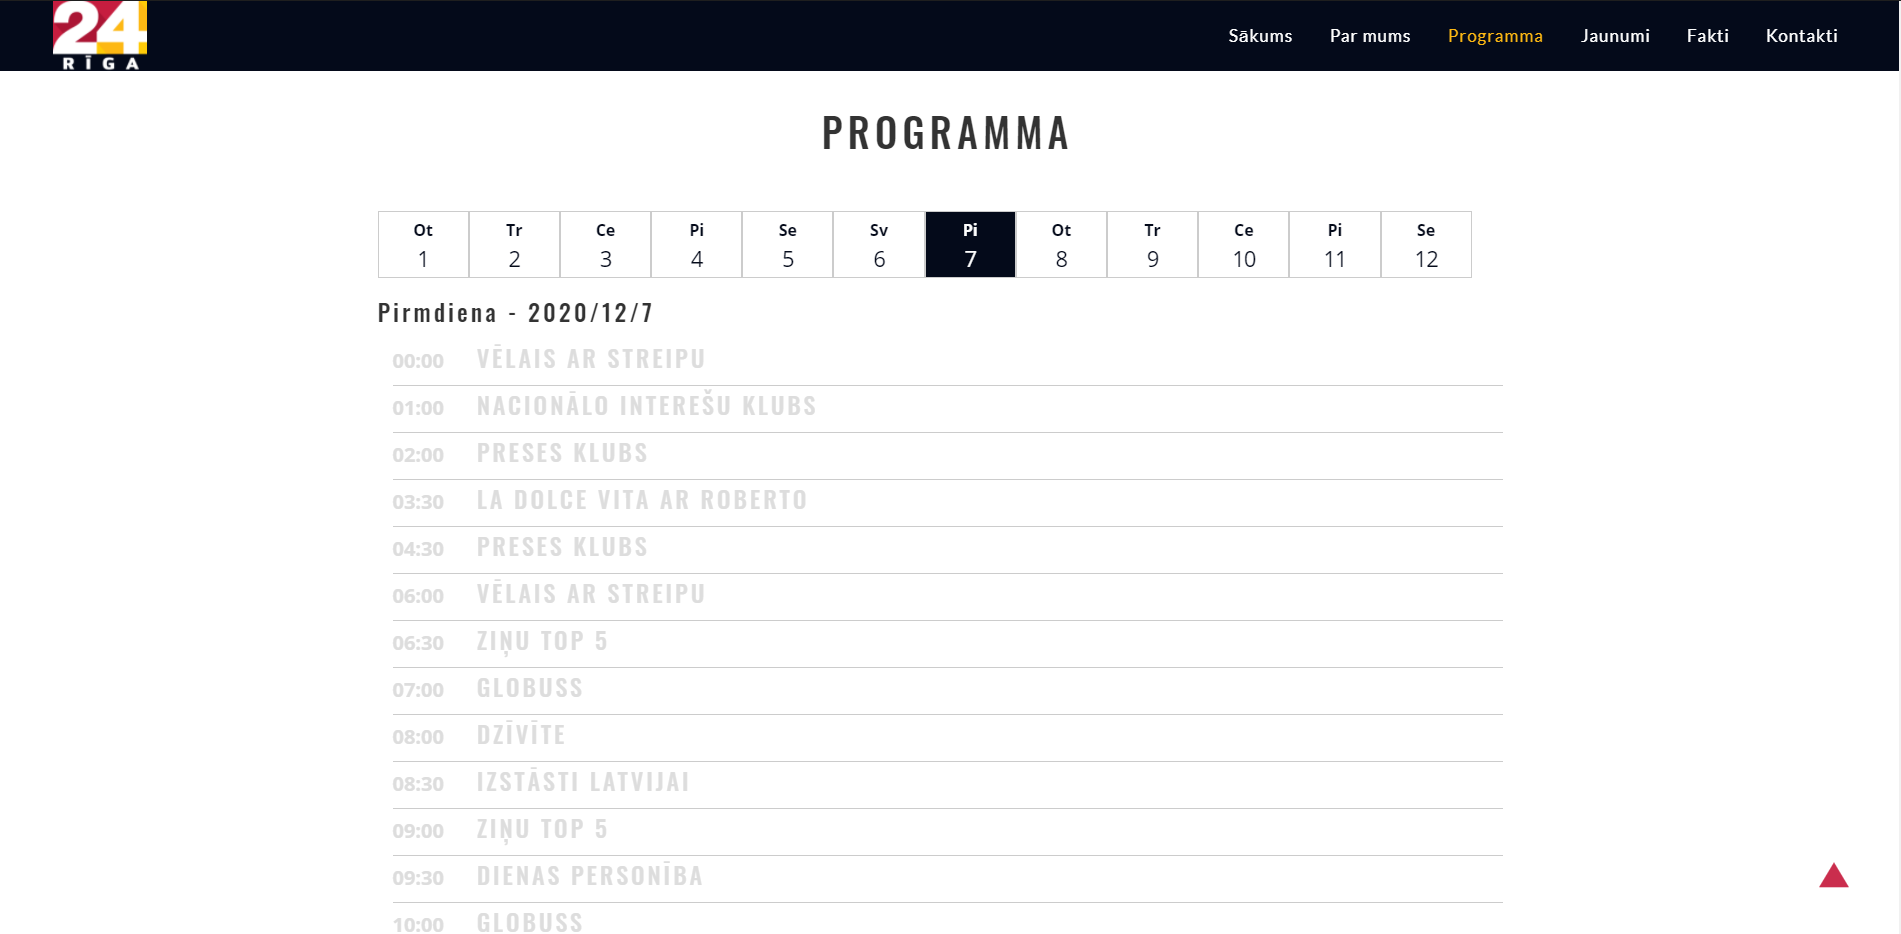 24
RĪGA
Sākums Par mums Programma Jaunumi Fakti Kontakti
PROGRAMMA
Ot Tr Ce Pi Se Sv Pi Ot Tr Ce Pi Se
1 2 3 4 5 6 7 8 9 10 11 12
Pirmdiena - 2020/12/7
00:00 VĒLAIS AR STREIPU
01:00 NACIONĀLO INTEREŠU KLUBS
02:00 PRESES KLUBS
03:30 LA DOLCE VITA AR ROBERTO
04:30 PRESES KLUBS
06:00 VĒLAIS AR STREIPU
06:30 ZIŅU TOP 5
07:00 GLOBUSS
08:00 DZĪVĪTE
08:30 IZSTĀSTI LATVIJAI
09:00 ZIŅU TOP 5
09:30 DIENAS PERSONĪBA
10:00 GLOBUSS